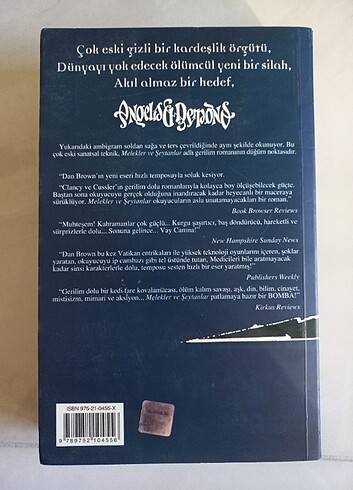 Çok eski gizli bir kardeşlik örgütü,
Dünyayı yok edecek ölümcül yeni bir silah,
Akıl almaz bir hedef,
Angels & Demons
Yukarıdaki ambigram soldan sağa ve ters çevrildiğinde aynı şekilde okunuyor. Bu
çok eski sanatsal teknik, Melekler ve Şeytanlar adlı gerilim romanının düğüm noktasıdır.
"Dan Brown'ın yeni eseri hızlı temposuyla soluk kesiyor.
"Clancy ve Cussler'ın gerilim dolu romanlarıyla kolayca boy ölçüşebilecek güçte.
Baştan sona okuyucuyu gerçek olduğuna inandıracak kadar heyecanlı bir maceraya
sürüklüyor. Melekler ve Şeytanlar okuyucuların asla unutamayacakları bir roman."
Book Browser Reviews
"Muhteşem! Kahramanlar çok güçlü... Kurgu şaşırtıcı, baş döndürücü, hareketli ve
sürprizlerle dolu... Sonuna gelince... Vay Canına!"
New Hampshire Sunday News
"Dan Brown bu kez Vatikan entrikaları ile yüksek teknoloji oyunlarını içeren, şoklar
yaratan, okuyucuyu ip cambazı gibi tel üstünde tutan, Medicileri bile aratmayacak
kadar sinsi karakterlerle dolu, temposu sesten hızlı bir eser yaratmış!"
Publishers Weekly
"Gerilim dolu bir kedi-fare kovalamacası, ölüm kalım savaşı, aşk, din, bilim, cinayet,
mistisizm, mimari ve aksiyon... Melekler ve Şeytanlar patlamaya hazır bir BOMBA!"
Kirkus Reviews
ISBN 975-21-0455-X
9 789752 104556